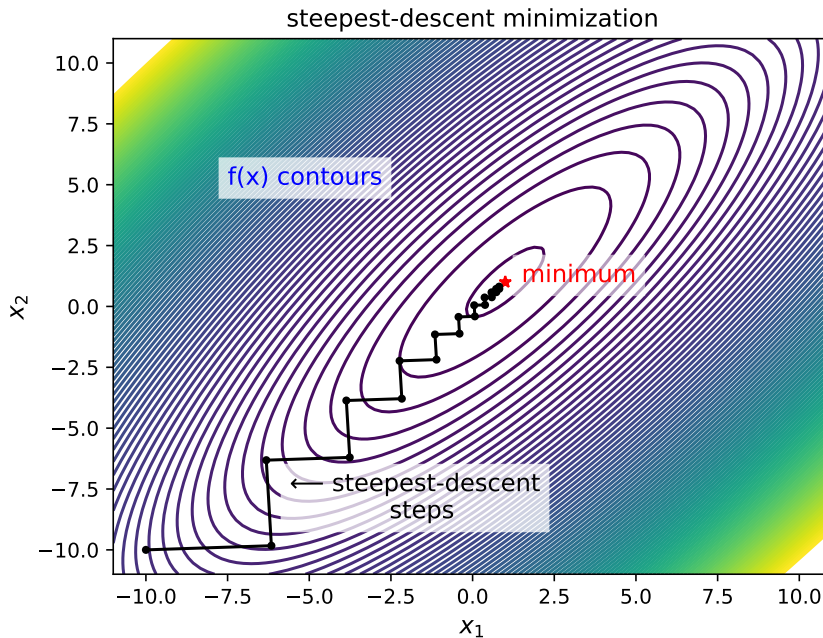 steepest-descent minimization
10.0
7.5
5.0
2.5
0.0
−2.5
−5.0
−7.5
−10.0
x₂
f(x) contours
minimum
← steepest-descent
steps
−10.0 −7.5 −5.0 −2.5 0.0 2.5 5.0 7.5 10.0
x₁